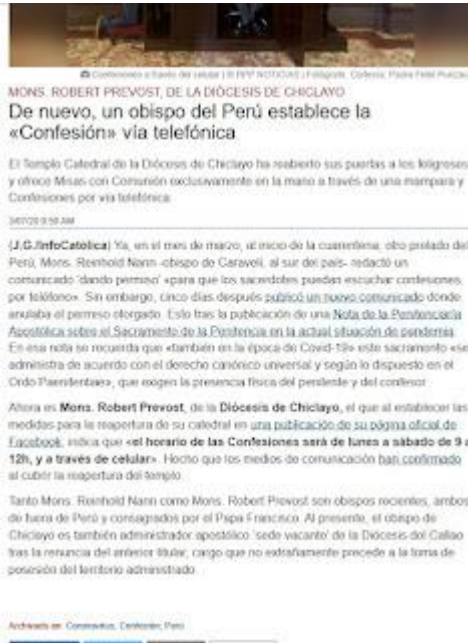 Confesiones a través del celular | © RPP NOTICIAS | Fotógrafo, Cortesía: Padre Fidel
MONS. ROBERT PREVOST, DE LA DIÓCESIS DE CHICLAYO
De nuevo, un obispo del Perú establece la
«Confesión» vía telefónica
El Templo Catedral de la Diócesis de Chiclayo ha reabierto sus puertas a los feligreses
y ofrece Misas con Comunión exclusivamente en la mano a través de una mampara y
Confesiones por vía telefónica.
9:50 AM
(J.G./InfoCatólica) Ya, en el mes de marzo, al inicio de la cuarentena, otro prelado del
Perú, Mons. Reinhold Nann -obispo de Caravelí, al sur del país- redactó un
comunicado 'dando permiso' «para que los sacerdotes puedan escuchar confesiones
por teléfono». Sin embargo, cinco días después publicó un nuevo comunicado donde
anulaba el permiso otorgado. Esto tras la publicación de una Nota de la Penitenciaría
Apostólica sobre el Sacramento de la Penitencia en la actual situación de pandemia.
En esa nota se recuerda que «también en la época de Covid-19» este sacramento «se
administra de acuerdo con el derecho canónico universal y según lo dispuesto en el
Ordo Paenitentiae», que exigen la presencia física del penitente y del confesor.
Ahora es Mons. Robert Prevost, de la Diócesis de Chiclayo, el que al establecer las
medidas para la reapertura de su catedral en una publicación de su página oficial de
Facebook, indica que «el horario de las Confesiones será de lunes a sábado de 9 a
12h, y a través de celular». Hecho que los medios de comunicación han confirmado
al cubrir la reapertura del templo.
Tanto Mons. Reinhold Nann como Mons. Robert Prevost son obispos recientes, ambos
de fuera de Perú y consagrados por el Papa Francisco. Al presente, el obispo de
Chiclayo es también administrador apostólico 'sede vacante' de la Diócesis del Callao
tras la renuncia del anterior titular, cargo que no extrañamente precede a la toma de
posesión del territorio administrado.
Archivado en: Coronavirus, Confesión, Perú